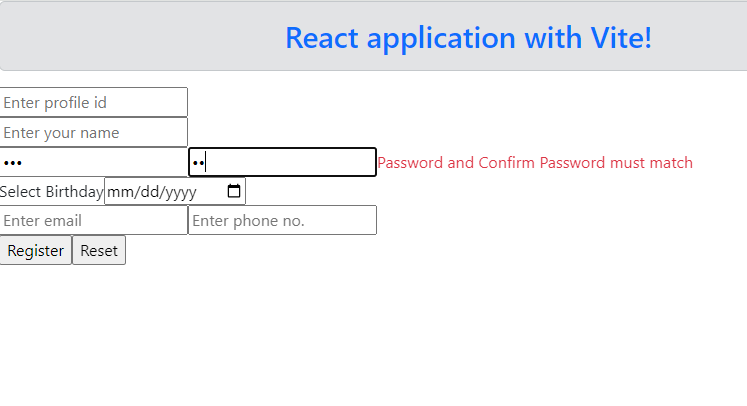 React application with Vite!
Enter profile id
Enter your name
••• •• Password and Confirm Password must match
Select Birthday mm/dd/yyyy
Enter email Enter phone no.
Register Reset